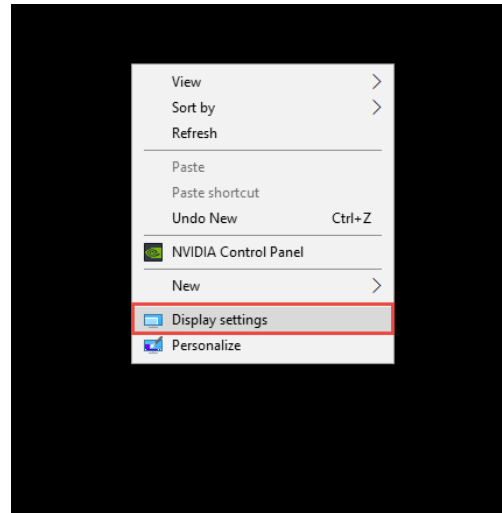 View
Sort by
Refresh
Paste
Paste shortcut
Undo New Ctrl+Z
NVIDIA Control Panel
New
Display settings
Personalize